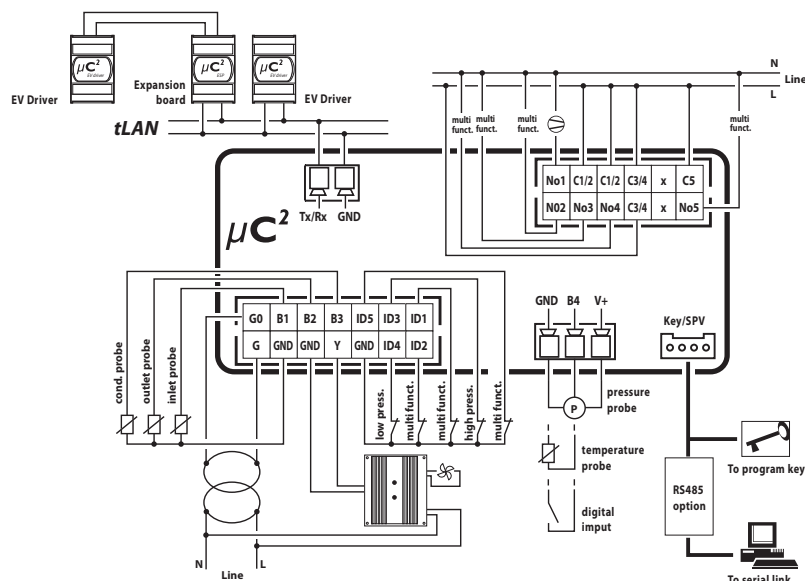 µC²
EV driver
µC²
EXP
µC²
EV driver
EV Driver
Expansion
board
EV Driver
tLAN
N
Line
L
multi
funct.
multi
funct.
multi
funct.
multi
funct.
No1 C1/2 C1/2 C3/4 x C5
N02 No3 No4 C3/4 x No5
Tx/Rx GND
µC²
G0 B1 B2 B3 ID5 ID3 ID1
G GND GND Y GND ID4 ID2
GND B4 V+
Key/SPV
cond. probe
outlet probe
inlet probe
low press.
multi funct.
multi funct.
high press.
multi funct.
P
pressure
probe
temperature
probe
digital
imput
To program key
RS485
option
To serial link
N L
Line